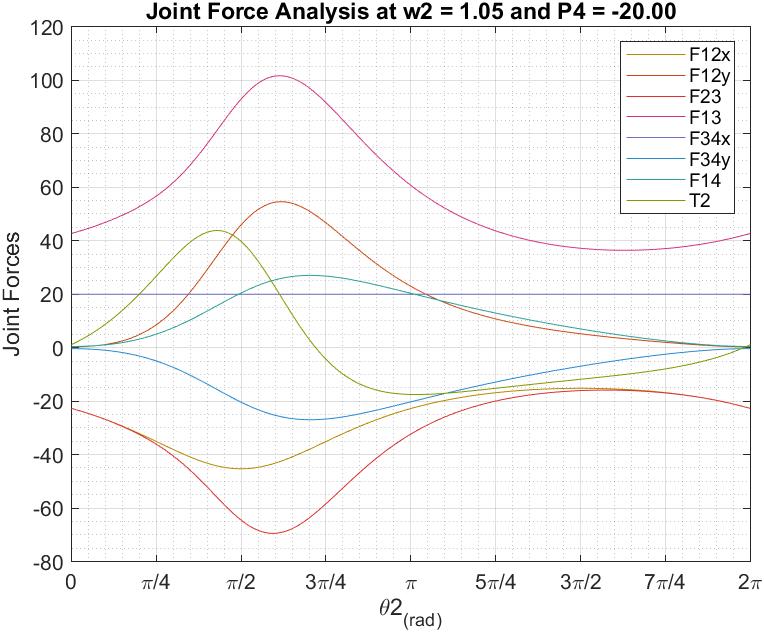 Joint Force Analysis at w2 = 1.05 and P4 = -20.00
120
100
80
60
40
20
0
-20
-40
-60
-80
Joint Forces
F12x
F12y
F23
F13
F34x
F34y
F14
T2
0 π/4 π/2 3π/4 π 5π/4 3π/2 7π/4 2π
θ2(rad)